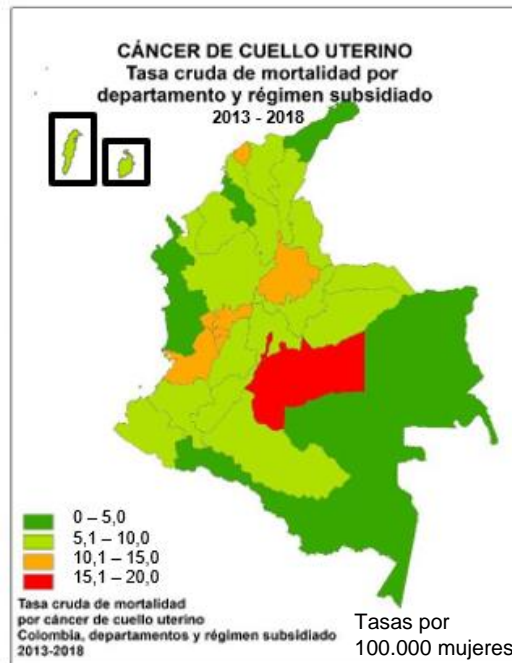 CÁNCER DE CUELLO UTERINO
Tasa cruda de mortalidad por
departamento y régimen subsidiado
2013 - 2018
0 – 5,0
5,1 – 10,0
10,1 – 15,0
15,1 – 20,0
Tasa cruda de mortalidad
por cáncer de cuello uterino
Colombia, departamentos y régimen subsidiado
2013-2018
Tasas por
100.000 mujeres